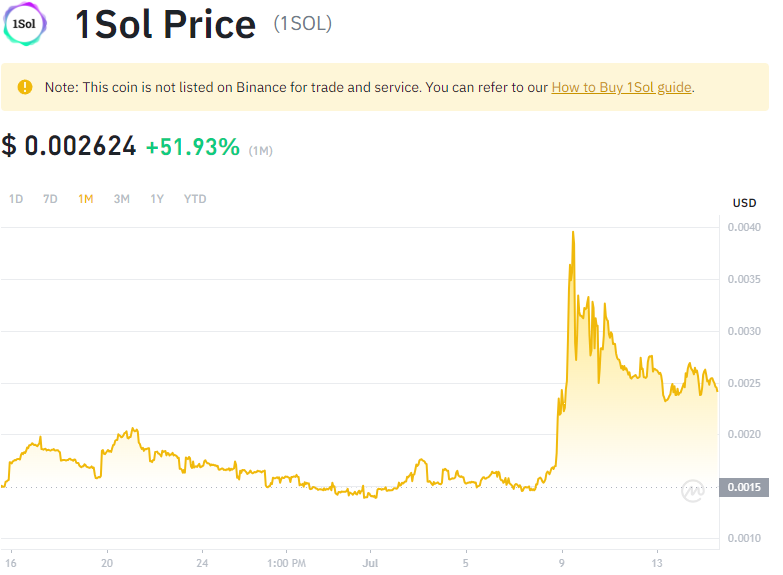 1Sol
1Sol Price (1SOL)
Note: This coin is not listed on Binance for trade and service. You can refer to our How to Buy 1Sol guide.
$ 0.002624 +51.93% (1M)
1D 7D 1M 3M 1Y YTD
USD
0.0040
0.0035
0.0030
0.0025
0.0020
0.0015
0.0010
16 20 24 1:00 PM Jul 5 9 13